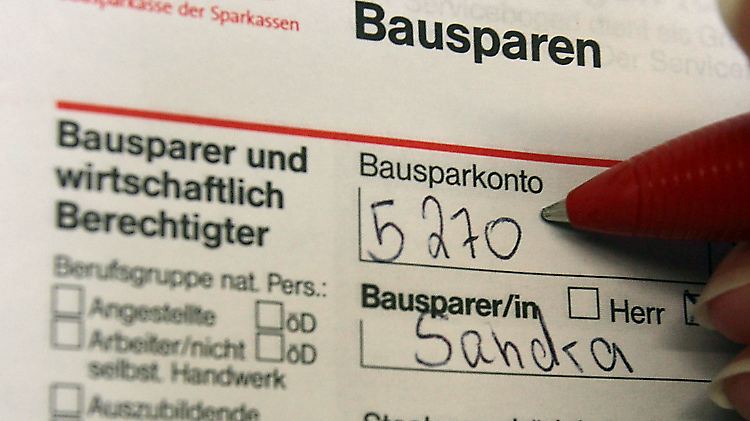 Bausparkasse der Sparkassen
Bausparen
Bausparer und
wirtschaftlich
Berechtigter
Bausparkonto
5270
Berufsgruppe nat. Pers.:
Bausparer/in Herr
Angestellte öD
Sandra
Arbeiter/nicht öD
selbst. Handwerk
Auszubildende